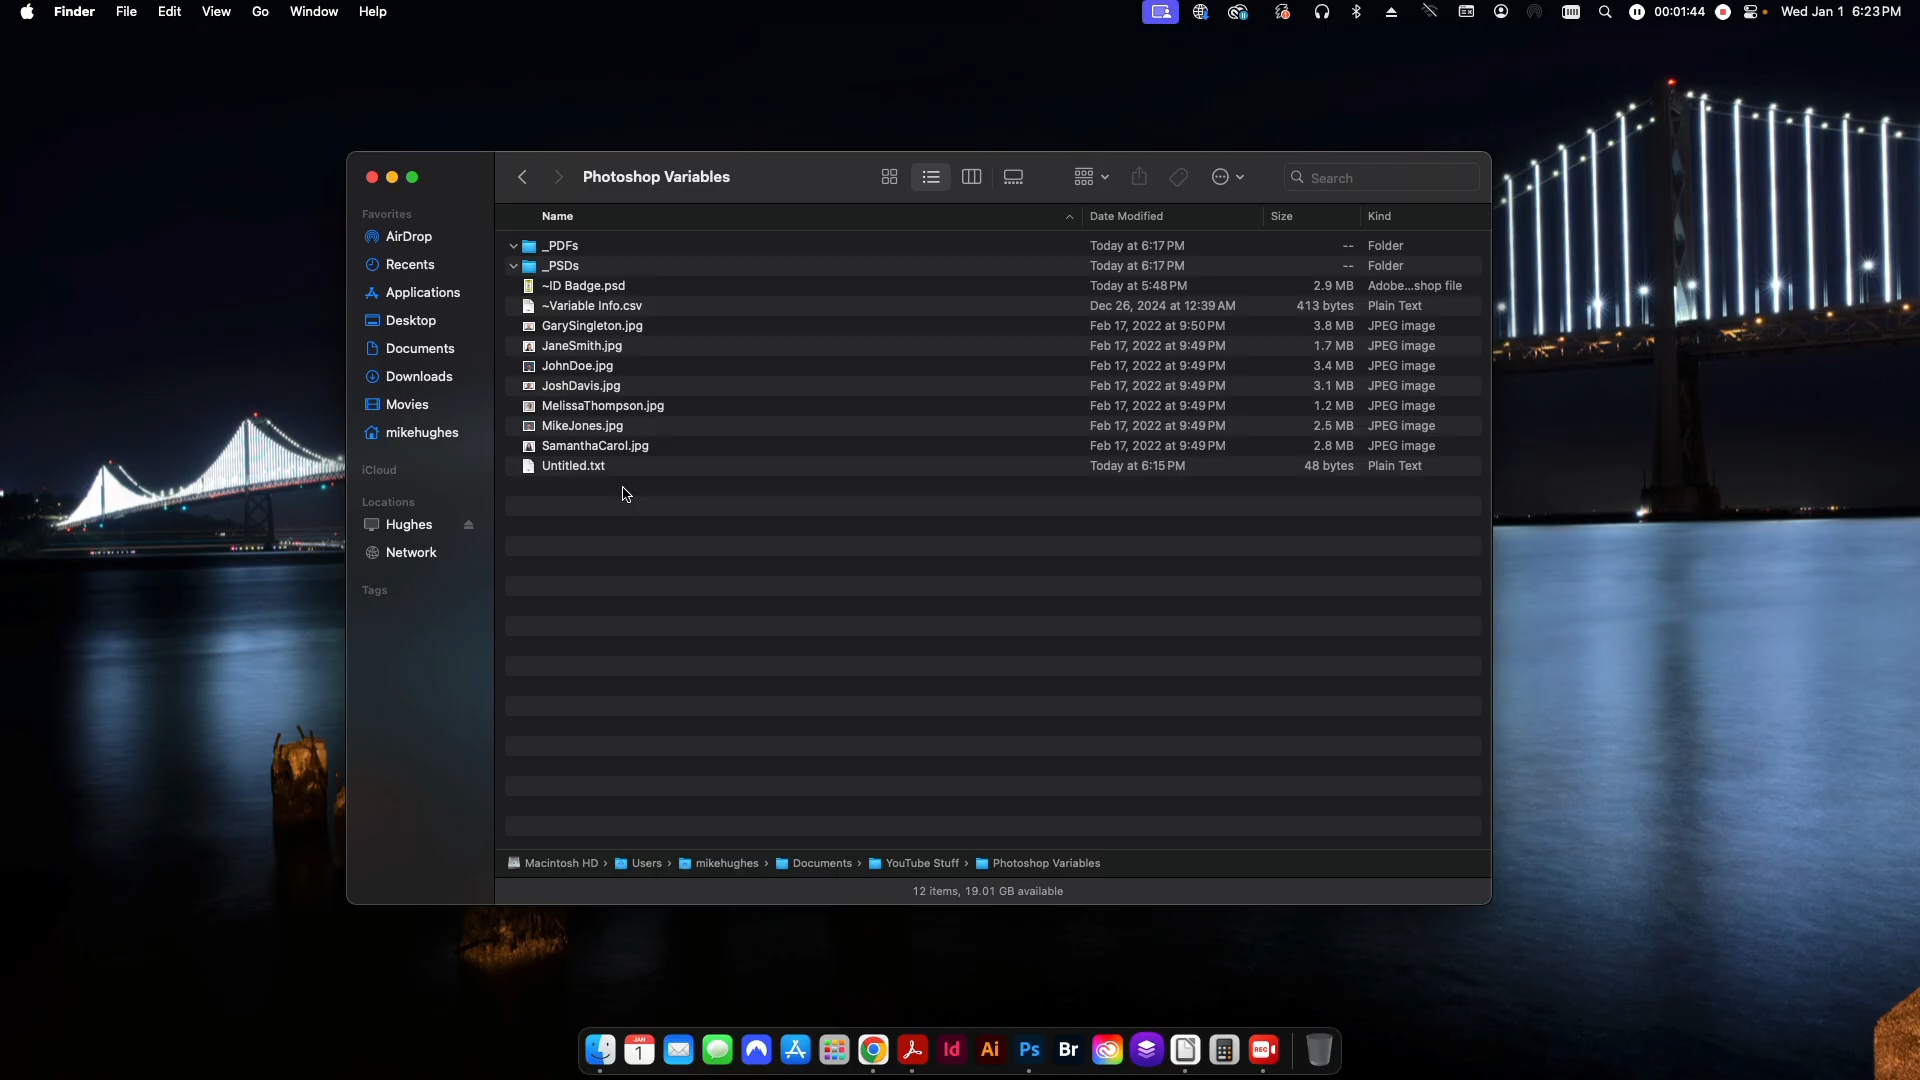 Finder File Edit View Go Window Help 00:01:44 Wed Jan 1 6:23 PM
Photoshop Variables
Search
Favorites
AirDrop
Recents
Applications
Desktop
Documents
Downloads
Movies
mikehughes
iCloud
Locations
Hughes
Network
Tags
Name Date Modified Size Kind
_PDFs Today at 6:17 PM -- Folder
_PSDs Today at 6:17 PM -- Folder
~ID Badge.psd Today at 5:48 PM 2.9 MB Adobe...shop file
~Variable Info.csv Dec 26, 2024 at 12:39 AM 413 bytes Plain Text
GarySingleton.jpg Feb 17, 2022 at 9:50 PM 3.8 MB JPEG image
JaneSmith.jpg Feb 17, 2022 at 9:49 PM 1.7 MB JPEG image
JohnDoe.jpg Feb 17, 2022 at 9:49 PM 3.4 MB JPEG image
JoshDavis.jpg Feb 17, 2022 at 9:49 PM 3.1 MB JPEG image
MelissaThompson.jpg Feb 17, 2022 at 9:49 PM 1.2 MB JPEG image
MikeJones.jpg Feb 17, 2022 at 9:49 PM 2.5 MB JPEG image
SamanthaCarol.jpg Feb 17, 2022 at 9:49 PM 2.8 MB JPEG image
Untitled.txt Today at 6:15 PM 48 bytes Plain Text
Macintosh HD › Users › mikehughes › Documents › YouTube Stuff › Photoshop Variables
12 items, 19.01 GB available
JAN
1
Id Ai Ps Br
REC